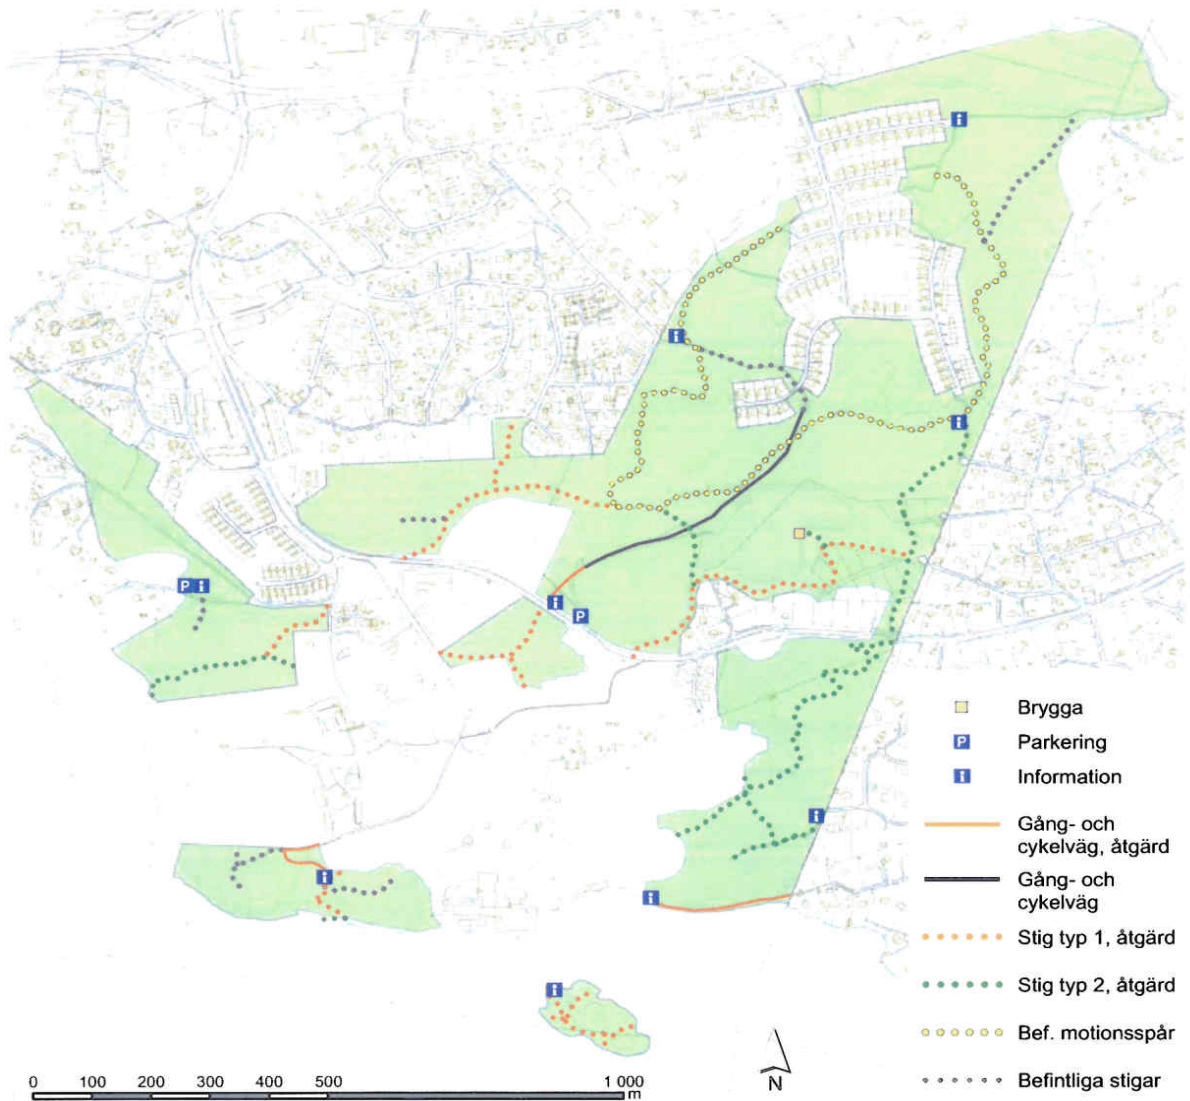 i
i
i
P i
i
P
Brygga
P Parkering
i Information
i
Gång- och
cykelväg, åtgärd
i
Gång- och
cykelväg
i
Stig typ 1, åtgärd
Stig typ 2, åtgärd
i
Bef. motionsspår
N
Befintliga stigar
0 100 200 300 400 500 1 000
m